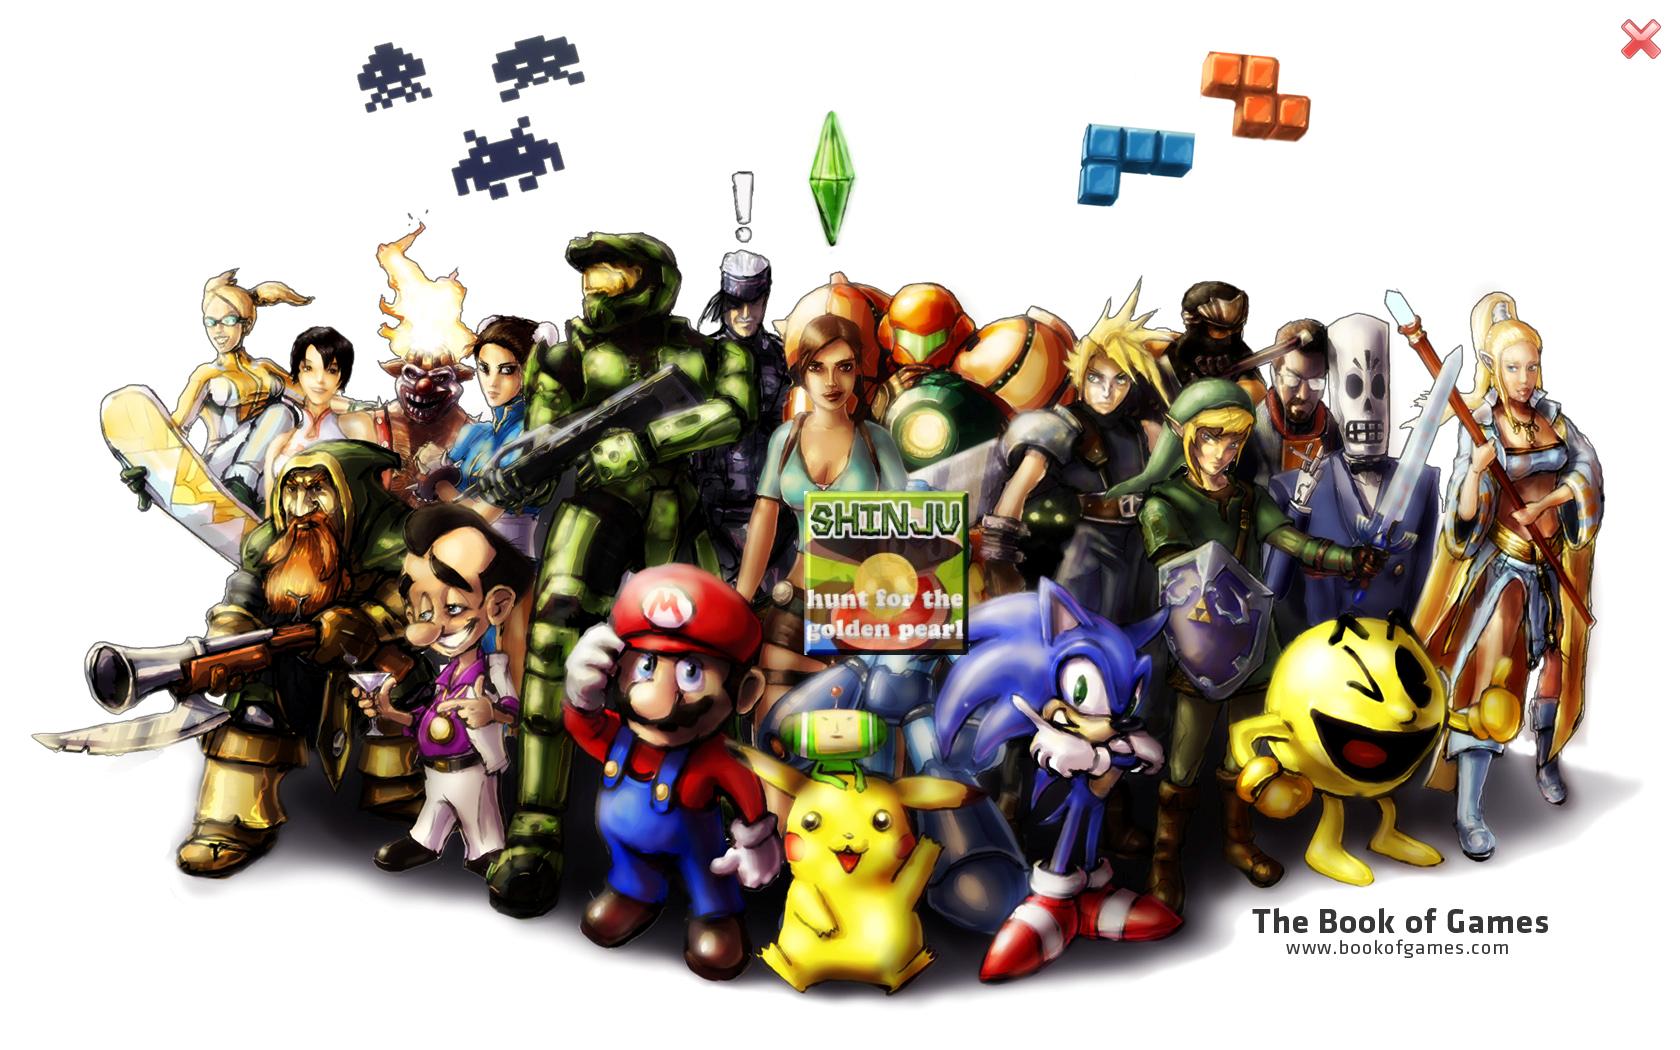 !
SHINJU
hunt for the
golden pearl
M
The Book of Games
www.bookofgames.com